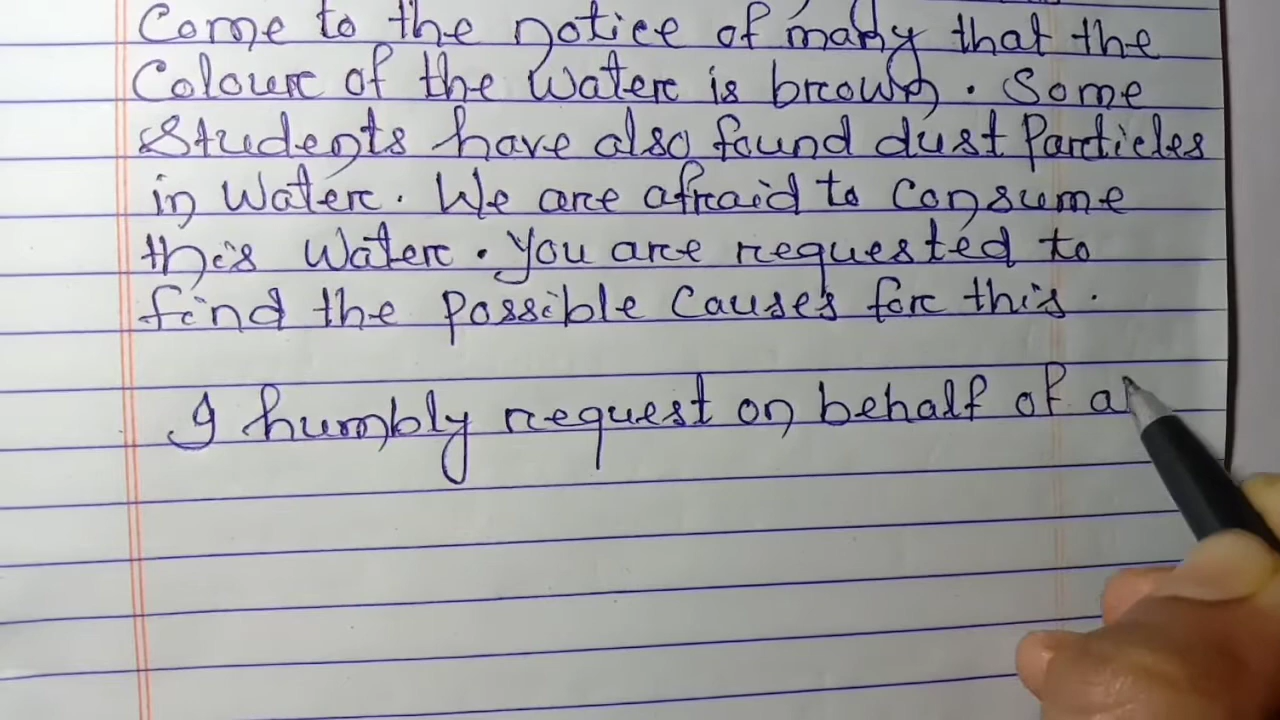 Come to the notice of many that the
Colour of the Water is brown. Some
Students have also found dust Particles
in Water. We are afraid to Consume
this Water. You are requested to
find the Possible Causes for this.
I humbly request on behalf of al